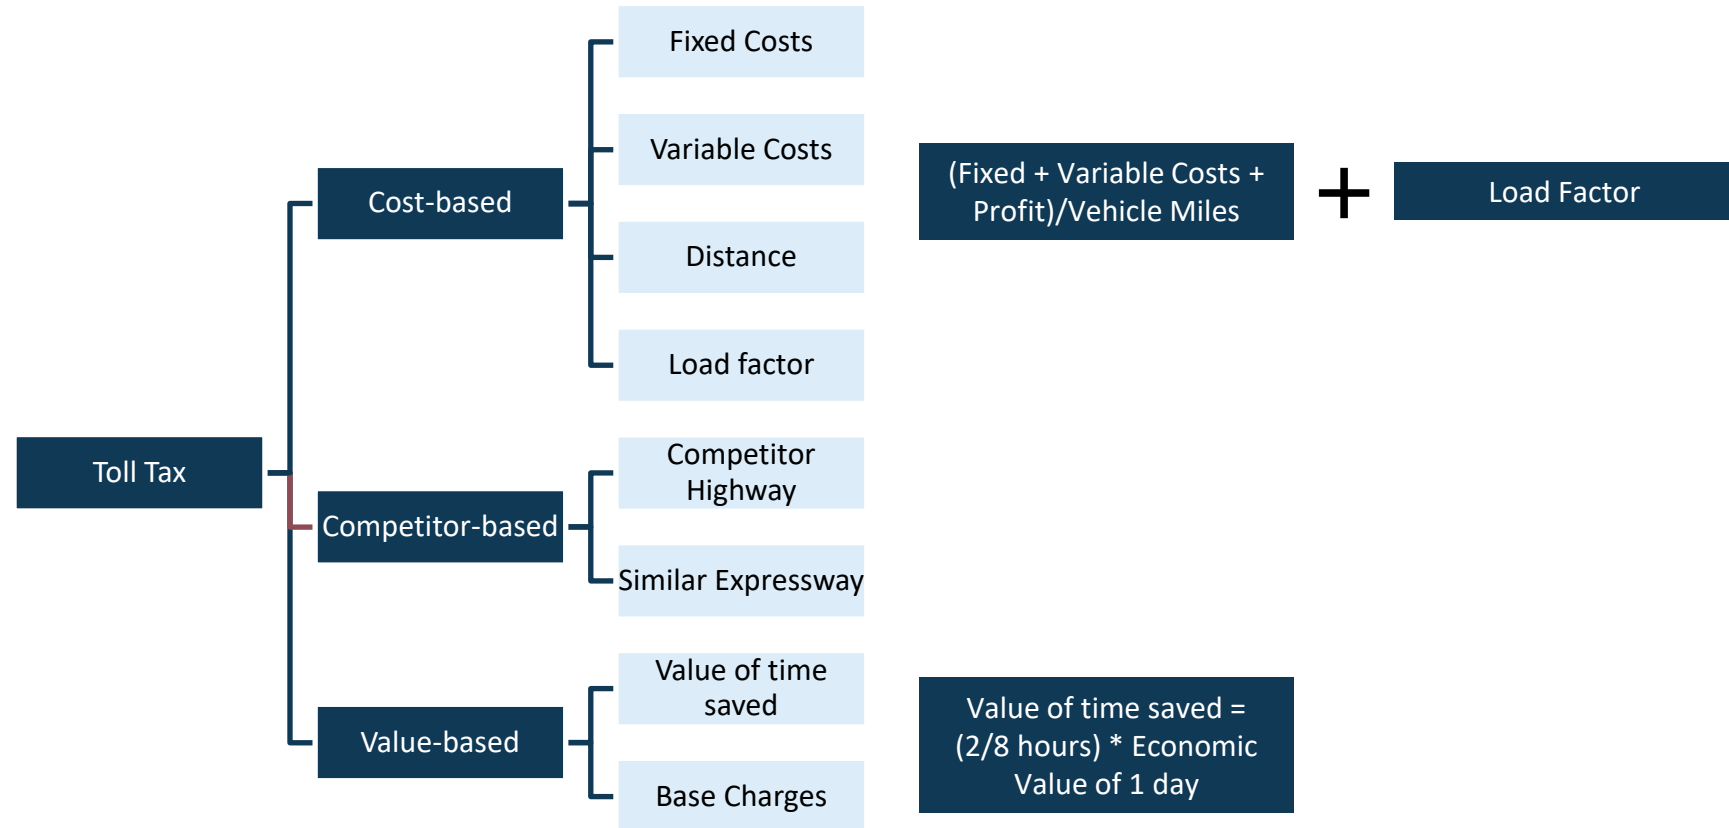 Fixed Costs
Variable Costs
Cost-based
(Fixed + Variable Costs +
Profit)/Vehicle Miles
+
Load Factor
Distance
Load factor
Toll Tax
Competitor
Highway
Competitor-based
Similar Expressway
Value of time
saved
Value-based
Value of time saved =
(2/8 hours) * Economic
Value of 1 day
Base Charges